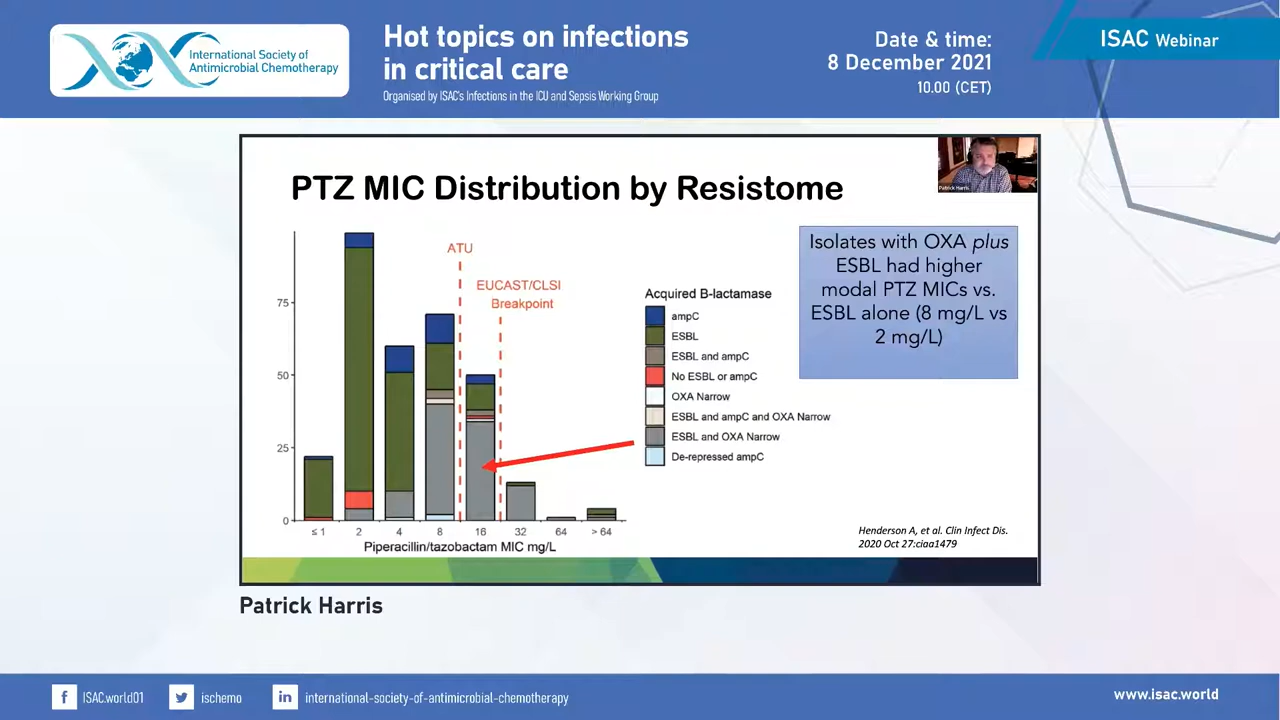 International Society of
Antimicrobial Chemotherapy
Hot topics on infections
in critical care
Organised by ISAC's Infections in the ICU and Sepsis Working Group
Date & time:
8 December 2021
10.00 (CET)
ISAC Webinar
Patrick Harris
PTZ MIC Distribution by Resistome
Isolates with OXA plus
ESBL had higher
modal PTZ MICs vs.
ESBL alone (8 mg/L vs
2 mg/L)
ATU
EUCAST/CLSI
Breakpoint
75
50
25
0
≤ 1
2
4
8
16
32
64
> 64
Piperacillin/tazobactam MIC mg/L
Acquired B-lactamase
ampC
ESBL
ESBL and ampC
No ESBL or ampC
OXA Narrow
ESBL and ampC and OXA Narrow
ESBL and OXA Narrow
De-repressed ampC
Henderson A, et al. Clin Infect Dis.
2020 Oct 27:ciaa1479
Patrick Harris
ISAC.world01
ischemo
international-society-of-antimicrobial-chemotherapy
www.isac.world